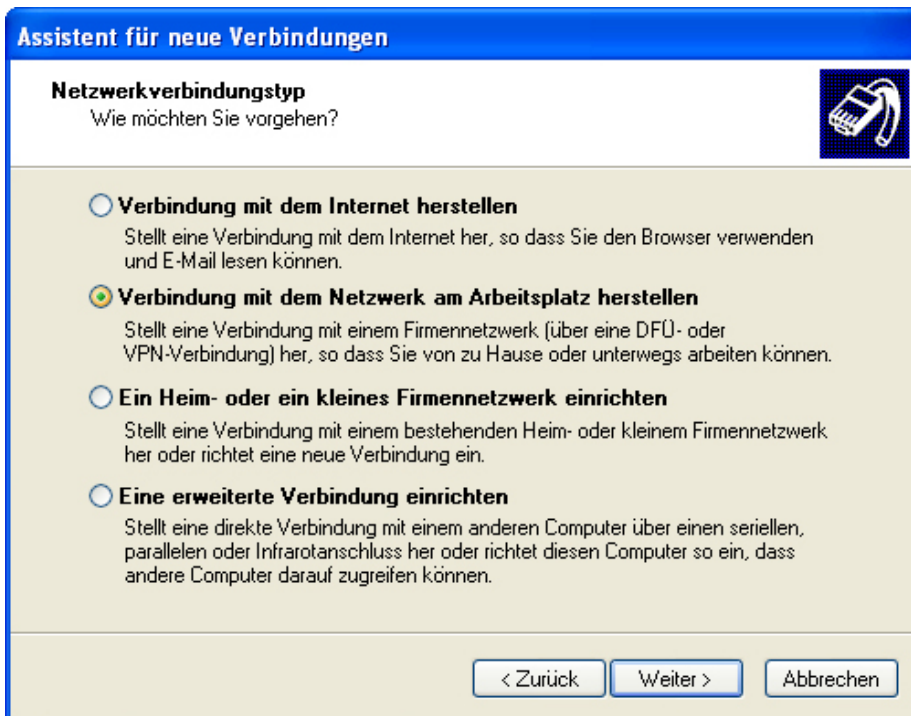 Assistent für neue Verbindungen
Netzwerkverbindungstyp
Wie möchten Sie vorgehen?
Verbindung mit dem Internet herstellen
Stellt eine Verbindung mit dem Internet her, so dass Sie den Browser verwenden
und E-Mail lesen können.
Verbindung mit dem Netzwerk am Arbeitsplatz herstellen
Stellt eine Verbindung mit einem Firmennetzwerk (über eine DFÜ- oder
VPN-Verbindung) her, so dass Sie von zu Hause oder unterwegs arbeiten können.
Ein Heim- oder ein kleines Firmennetzwerk einrichten
Stellt eine Verbindung mit einem bestehenden Heim- oder kleinem Firmennetzwerk
her oder richtet eine neue Verbindung ein.
Eine erweiterte Verbindung einrichten
Stellt eine direkte Verbindung mit einem anderen Computer über einen seriellen,
parallelen oder Infrarotanschluss her oder richtet diesen Computer so ein, dass
andere Computer darauf zugreifen können.
< Zurück Weiter > Abbrechen